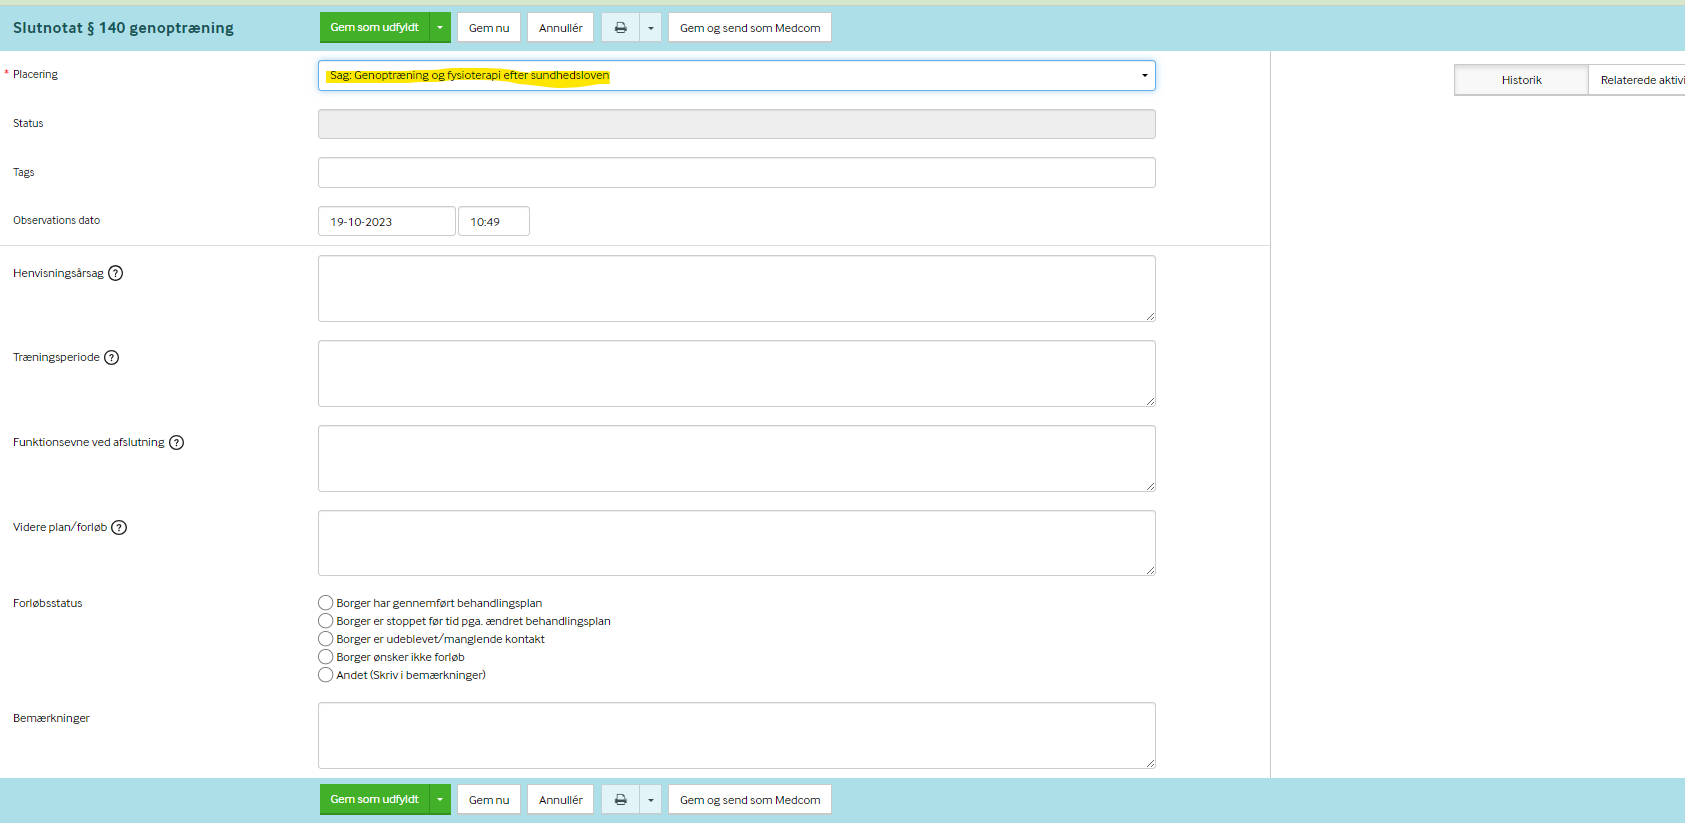 Slutnotat § 140 genoptræning
Gem som udfyldt
Gem nu
Annullér
Gem og send som Medcom
* Placering
Sag: Genoptræning og fysioterapi efter sundhedsloven
Historik
Relaterede aktivi
Status
Tags
Observations dato
19-10-2023
10:49
Henvisningsårsag ?
Træningsperiode ?
Funktionsevne ved afslutning ?
Videre plan/forløb ?
Forløbsstatus
Borger har gennemført behandlingsplan
Borger er stoppet før tid pga. ændret behandlingsplan
Borger er udeblevet/manglende kontakt
Borger ønsker ikke forløb
Andet (Skriv i bemærkninger)
Bemærkninger
Gem som udfyldt
Gem nu
Annullér
Gem og send som Medcom